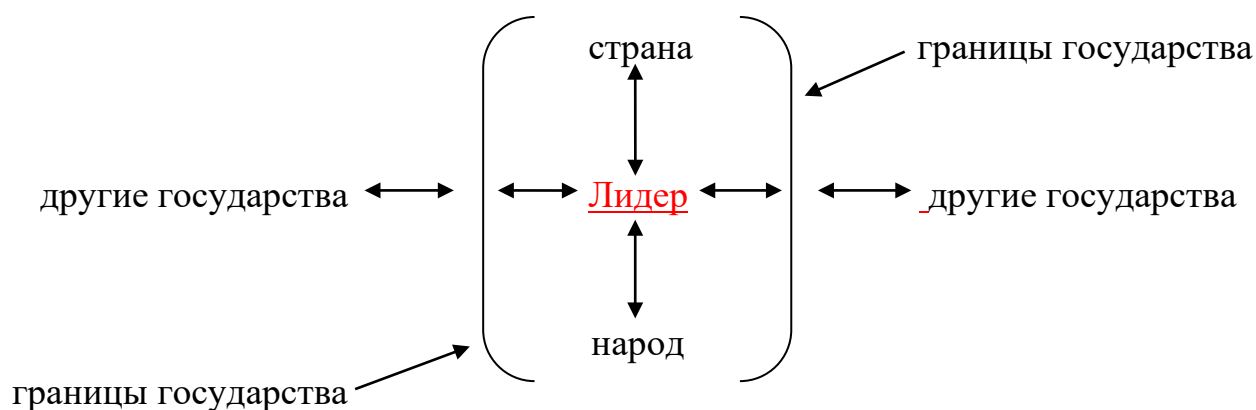 страна
границы государства
другие государства
Лидер
другие государства
народ
границы государства